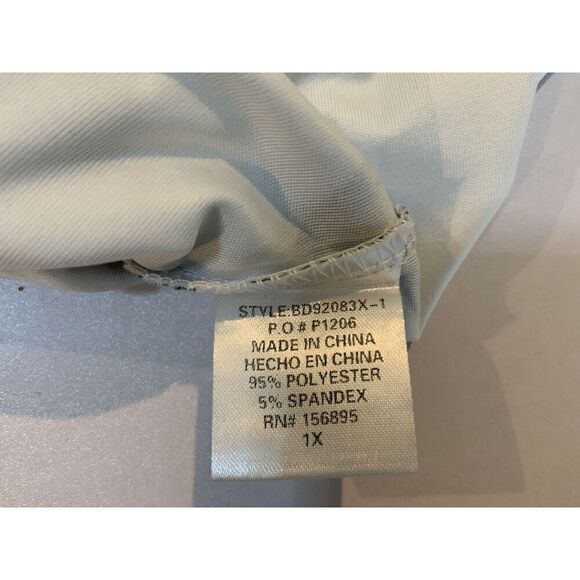 STYLE:BD92083X-1
P.O # P1206
MADE IN CHINA
HECHO EN CHINA
95% POLYESTER
5% SPANDEX
RN# 156895
1X